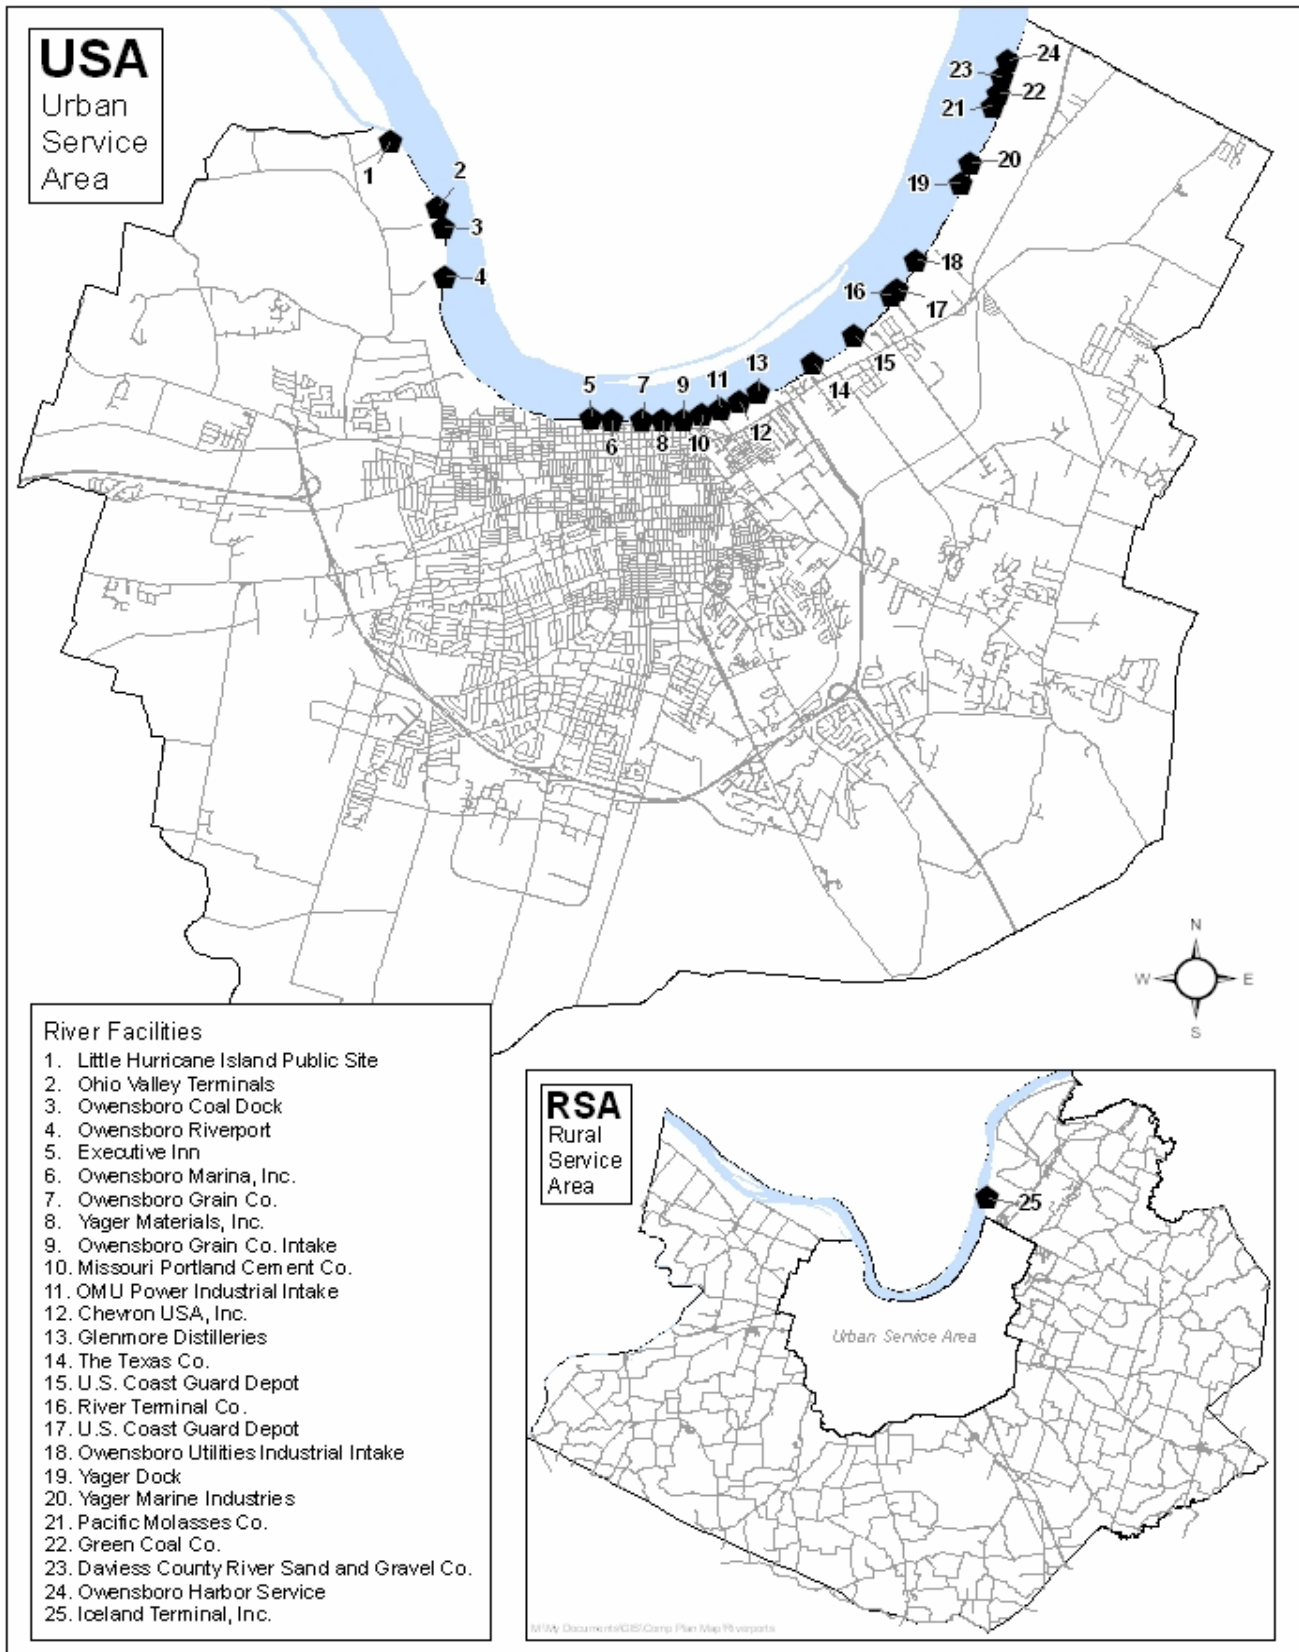 USA
Urban
Service
Area
1
2
3
4
5
6
7
8
9
10
11
12
13
14
15
16
17
18
19
20
21
22
23
24
N
W E
S
River Facilities
1. Little Hurricane Island Public Site
2. Ohio Valley Terminals
3. Owensboro Coal Dock
4. Owensboro Riverport
5. Executive Inn
6. Owensboro Marina, Inc.
7. Owensboro Grain Co.
8. Yager Materials, Inc.
9. Owensboro Grain Co. Intake
10. Missouri Portland Cement Co.
11. OMU Power Industrial Intake
12. Chevron USA, Inc.
13. Glenmore Distilleries
14. The Texas Co.
15. U.S. Coast Guard Depot
16. River Terminal Co.
17. U.S. Coast Guard Depot
18. Owensboro Utilities Industrial Intake
19. Yager Dock
20. Yager Marine Industries
21. Pacific Molasses Co.
22. Green Coal Co.
23. Daviess County River Sand and Gravel Co.
24. Owensboro Harbor Service
25. Iceland Terminal, Inc.
RSA
Rural
Service
Area
25
Urban Service Area
M:\My Documents\GIS\Comp Plan Map\Riverports